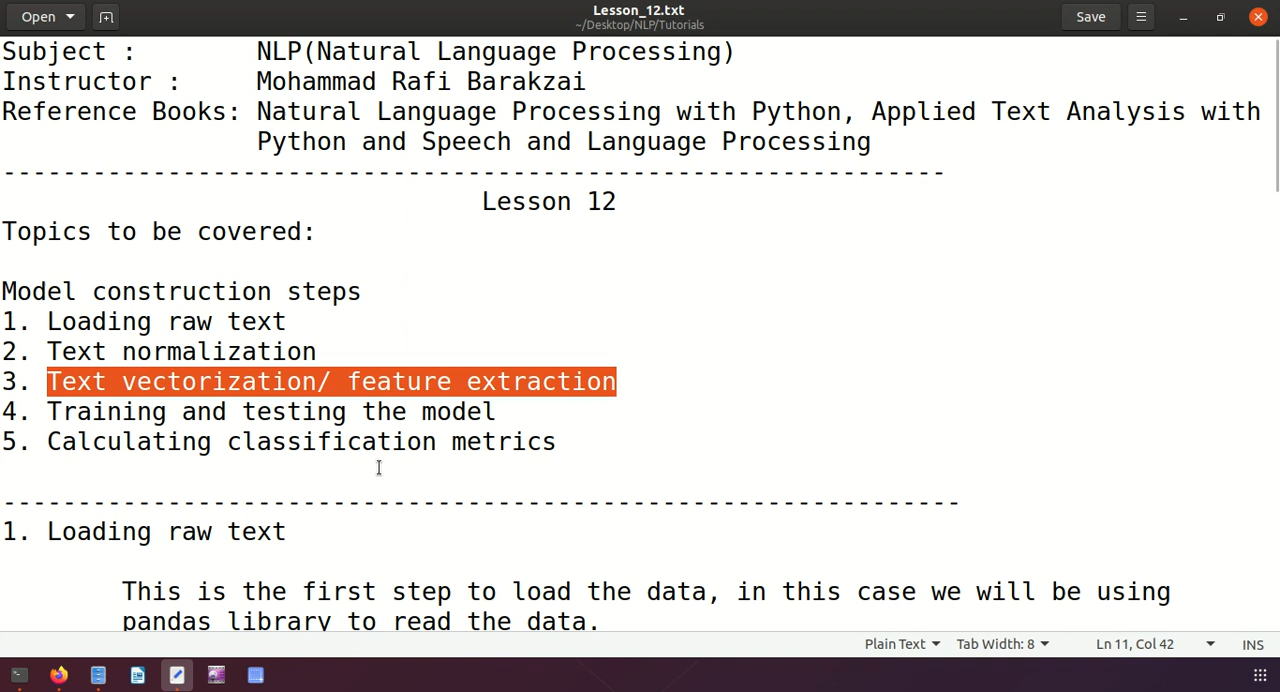 Open
Lesson_12.txt
~/Desktop/NLP/Tutorials
Save
Subject : NLP(Natural Language Processing)
Instructor : Mohammad Rafi Barakzai
Reference Books: Natural Language Processing with Python, Applied Text Analysis with
Python and Speech and Language Processing
---------------------------------------------------------------
Lesson 12
Topics to be covered:
Model construction steps
1. Loading raw text
2. Text normalization
3. Text vectorization/ feature extraction
4. Training and testing the model
5. Calculating classification metrics
----------------------------------------------------------------
1. Loading raw text
This is the first step to load the data, in this case we will be using
pandas library to read the data.
Plain Text Tab Width: 8 Ln 11, Col 42 INS